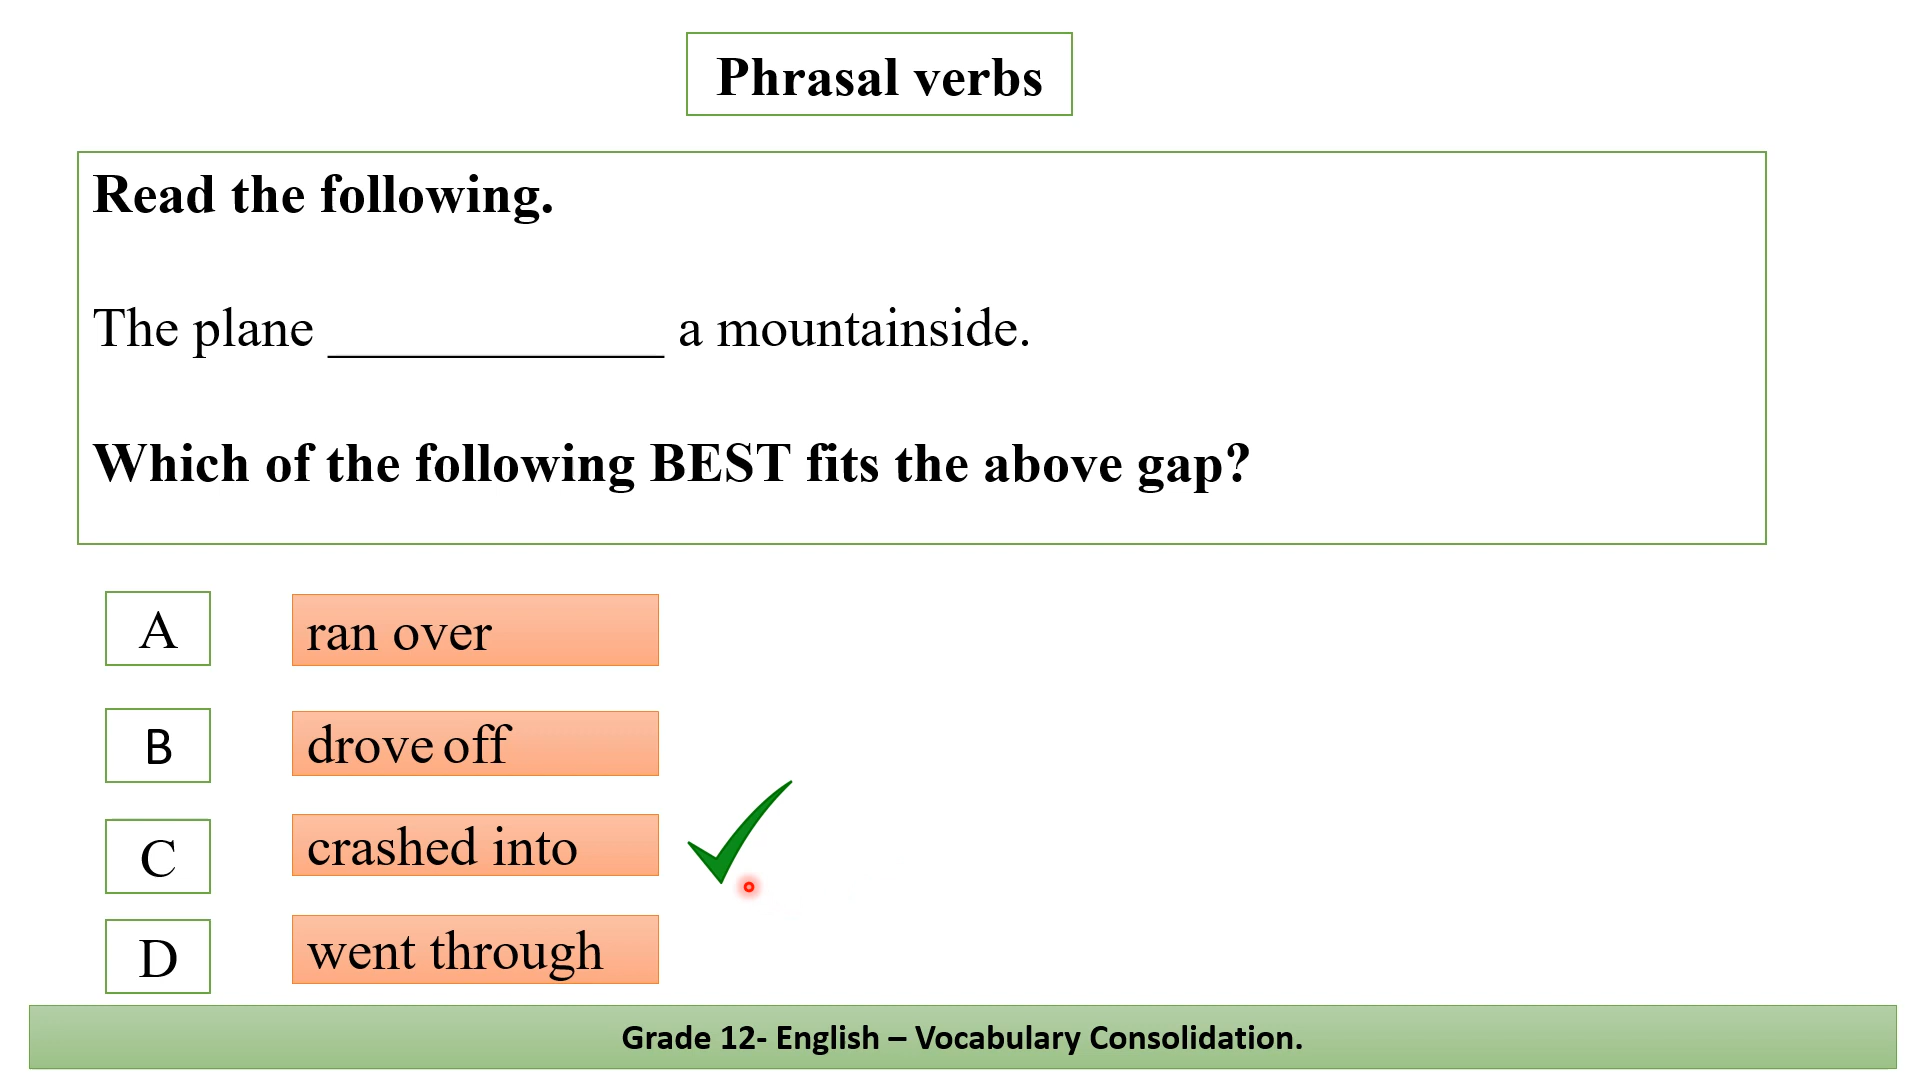 Phrasal verbs
Read the following.
The plane ____________ a mountainside.
Which of the following BEST fits the above gap?
A ran over
B drove off
C crashed into
D went through
Grade 12- English – Vocabulary Consolidation.